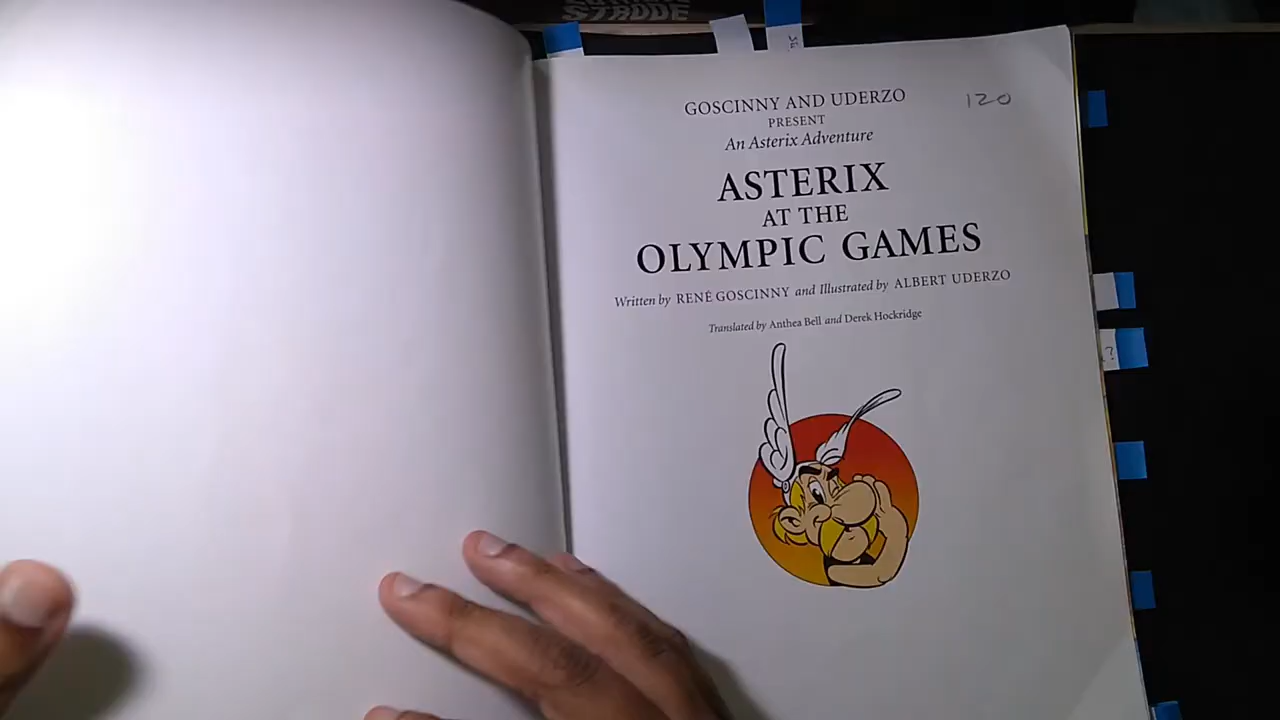 STRODE
GOSCINNY AND UDERZO
120
PRESENT
An Asterix Adventure
ASTERIX
AT THE
OLYMPIC GAMES
Written by RENÉ GOSCINNY and Illustrated by ALBERT UDERZO
Translated by Anthea Bell and Derek Hockridge
?